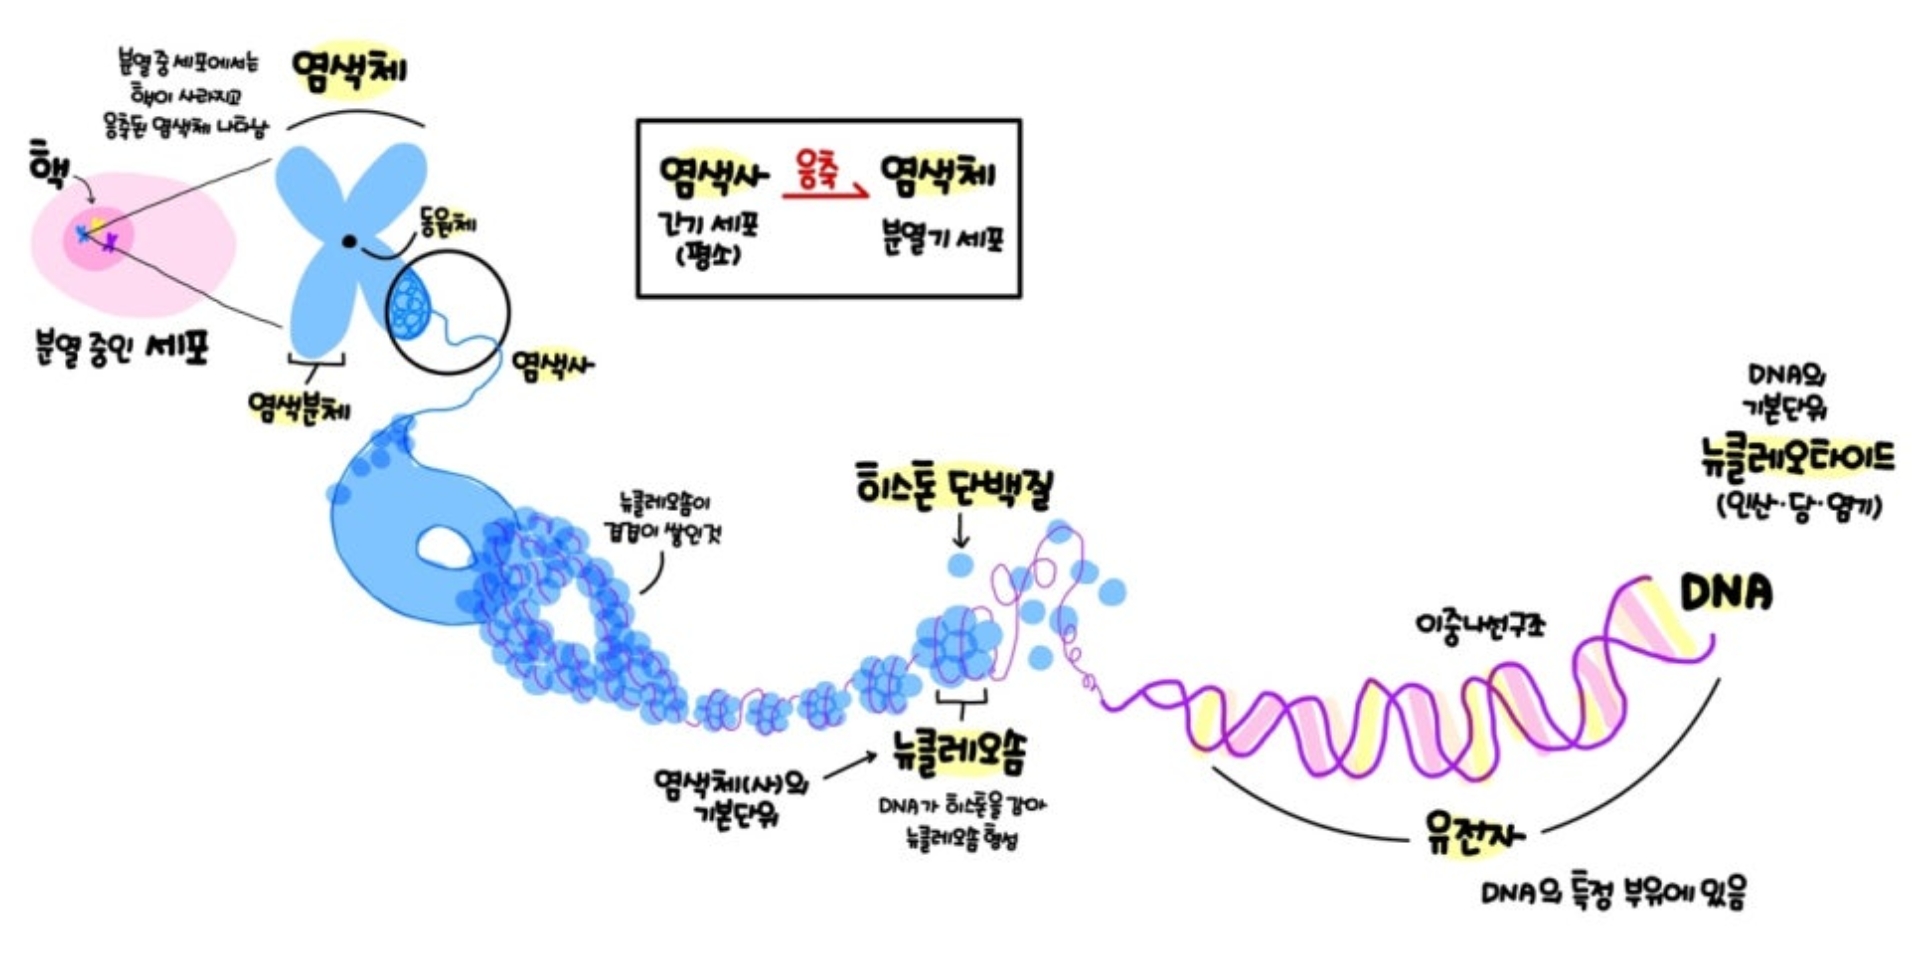 분열 중 세포에서는
핵이 사라지고
응축된 염색체 나타남
염색체
핵
동원체
분열 중인 세포
염색분체
염색사
염색사 응축 염색체
간기 세포
(평소)
분열기 세포
뉴클레오솜이
겹겹이 쌓인 것
히스톤 단백질
염색체(사)의
기본단위
뉴클레오솜
DNA가 히스톤을 감아
뉴클레오솜 형성
DNA의
기본단위
뉴클레오타이드
(인산·당·염기)
DNA
이중나선구조
유전자
DNA의 특정 부유에 있음